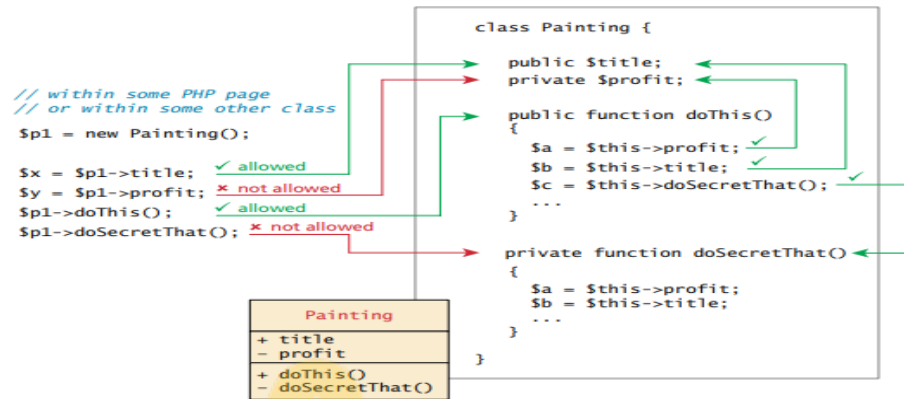 class Painting {
public $title;
private $profit;
// within some PHP page
// or within some other class
$p1 = new Painting();
public function doThis()
{
$a = $this->profit;
$b = $this->title;
$c = $this->doSecretThat();
...
}
$x = $p1->title; ✓ allowed
$y = $p1->profit; × not allowed
$p1->doThis(); ✓ allowed
$p1->doSecretThat(); × not allowed
private function doSecretThat()
{
$a = $this->profit;
$b = $this->title;
...
}
}
Painting
+ title
- profit
+ doThis()
- doSecretThat()